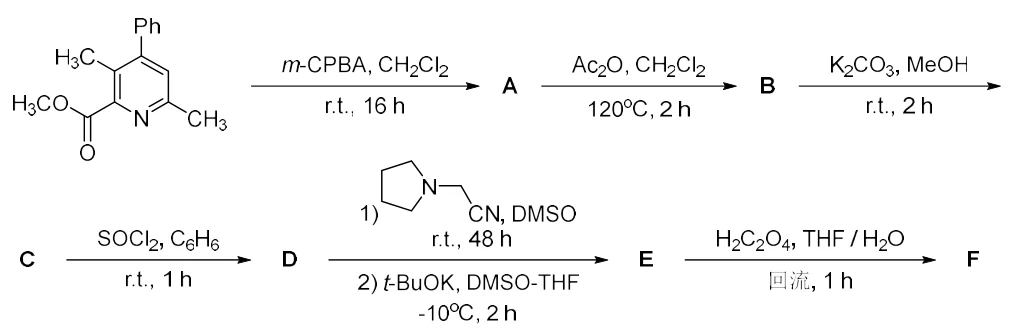 Ph
H₃C
H₃CO
O
N
CH₃
m-CPBA, CH₂Cl₂
r.t., 16 h
A
Ac₂O, CH₂Cl₂
120°C, 2 h
B
K₂CO₃, MeOH
r.t., 2 h
C
SOCl₂, C₆H₆
r.t., 1 h
D
N
1) CN, DMSO
r.t., 48 h
2) t-BuOK, DMSO-THF
-10°C, 2 h
E
H₂C₂O₄, THF / H₂O
回流, 1 h
F